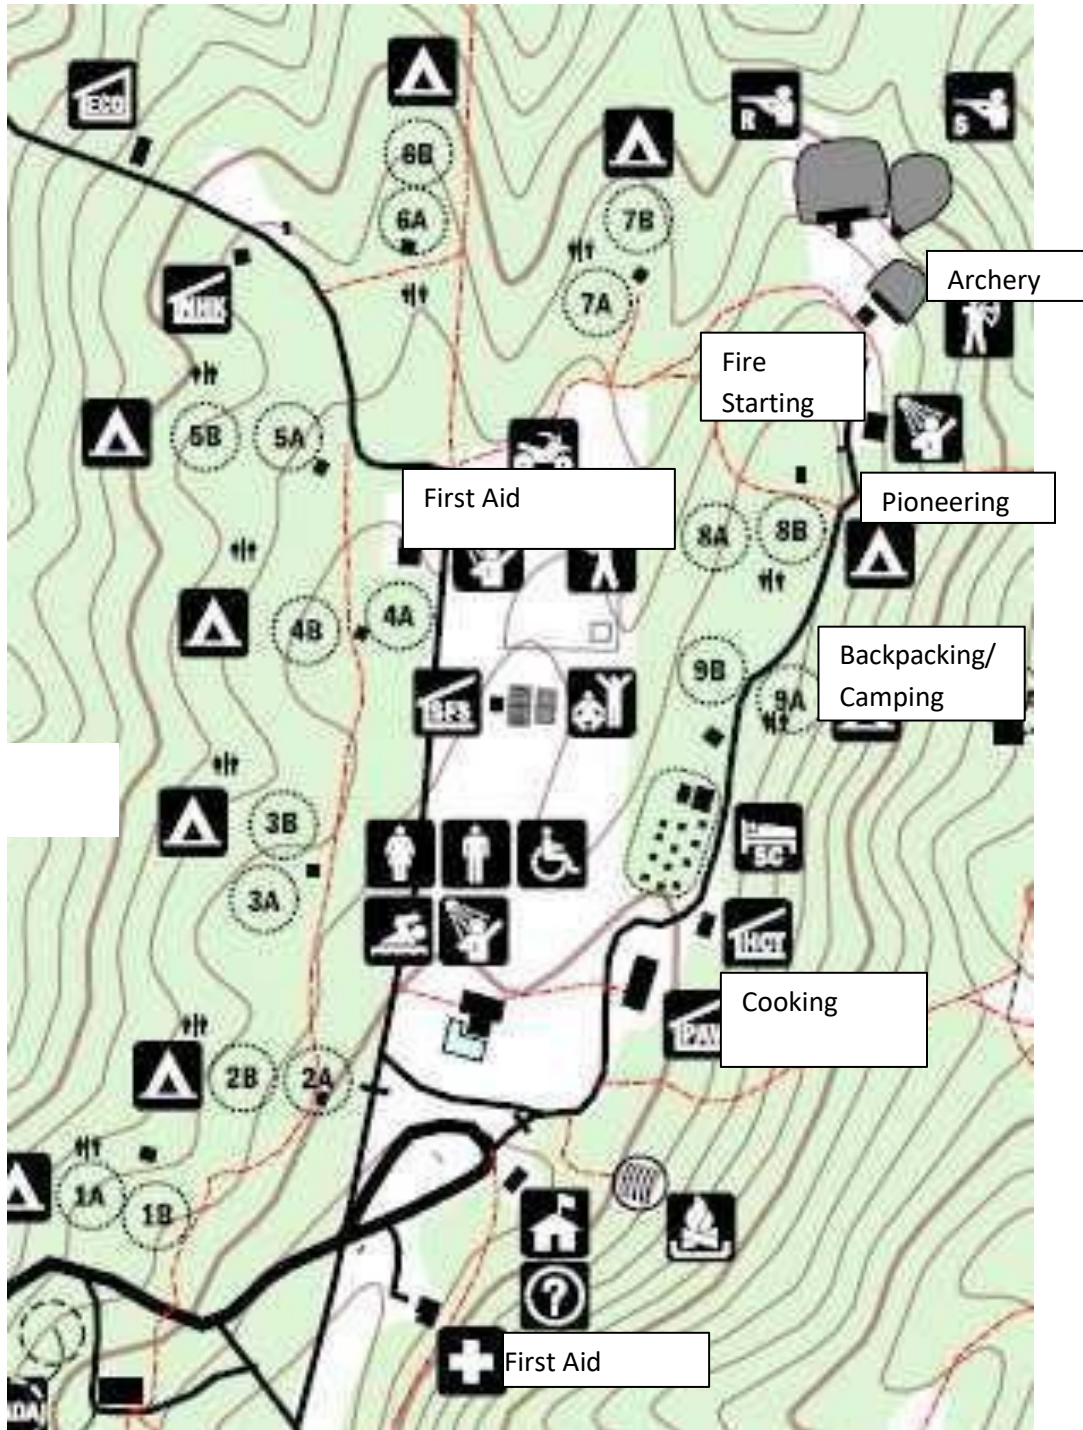 ECO
6B
R
S
6A
7B
Archery
NHK
7A
Fire
Starting
5B
5A
First Aid
Pioneering
8A
8B
4B
4A
9B
Backpacking/
Camping
9A
SFS
3B
SC
3A
HCT
Cooking
PAV
2B
2A
1A
1B
?
First Aid